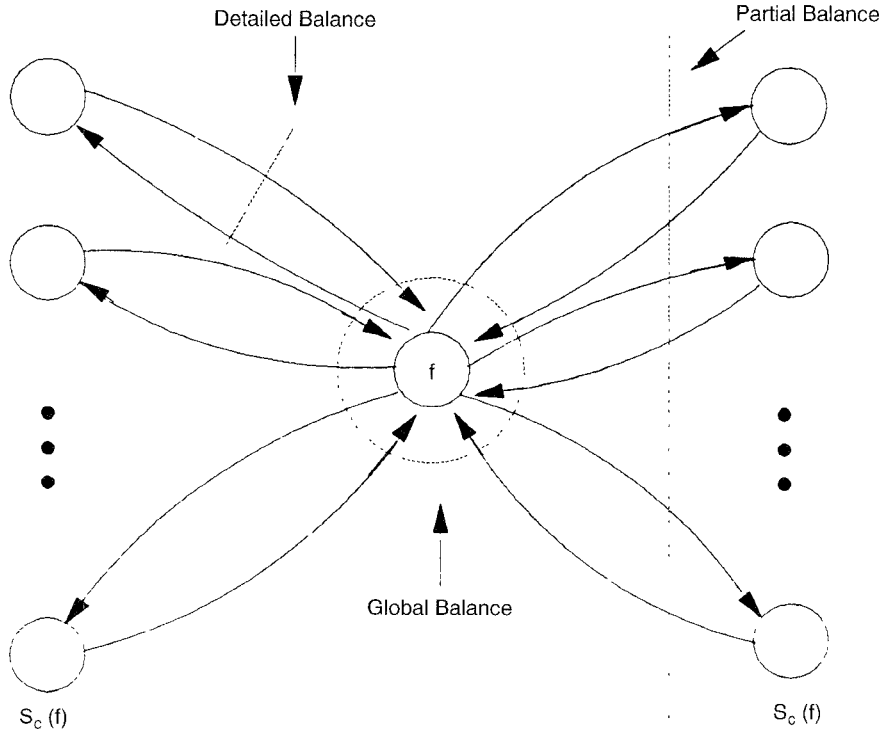 Detailed Balance
Partial Balance
f
Global Balance
S_c (f)
S_c (f)